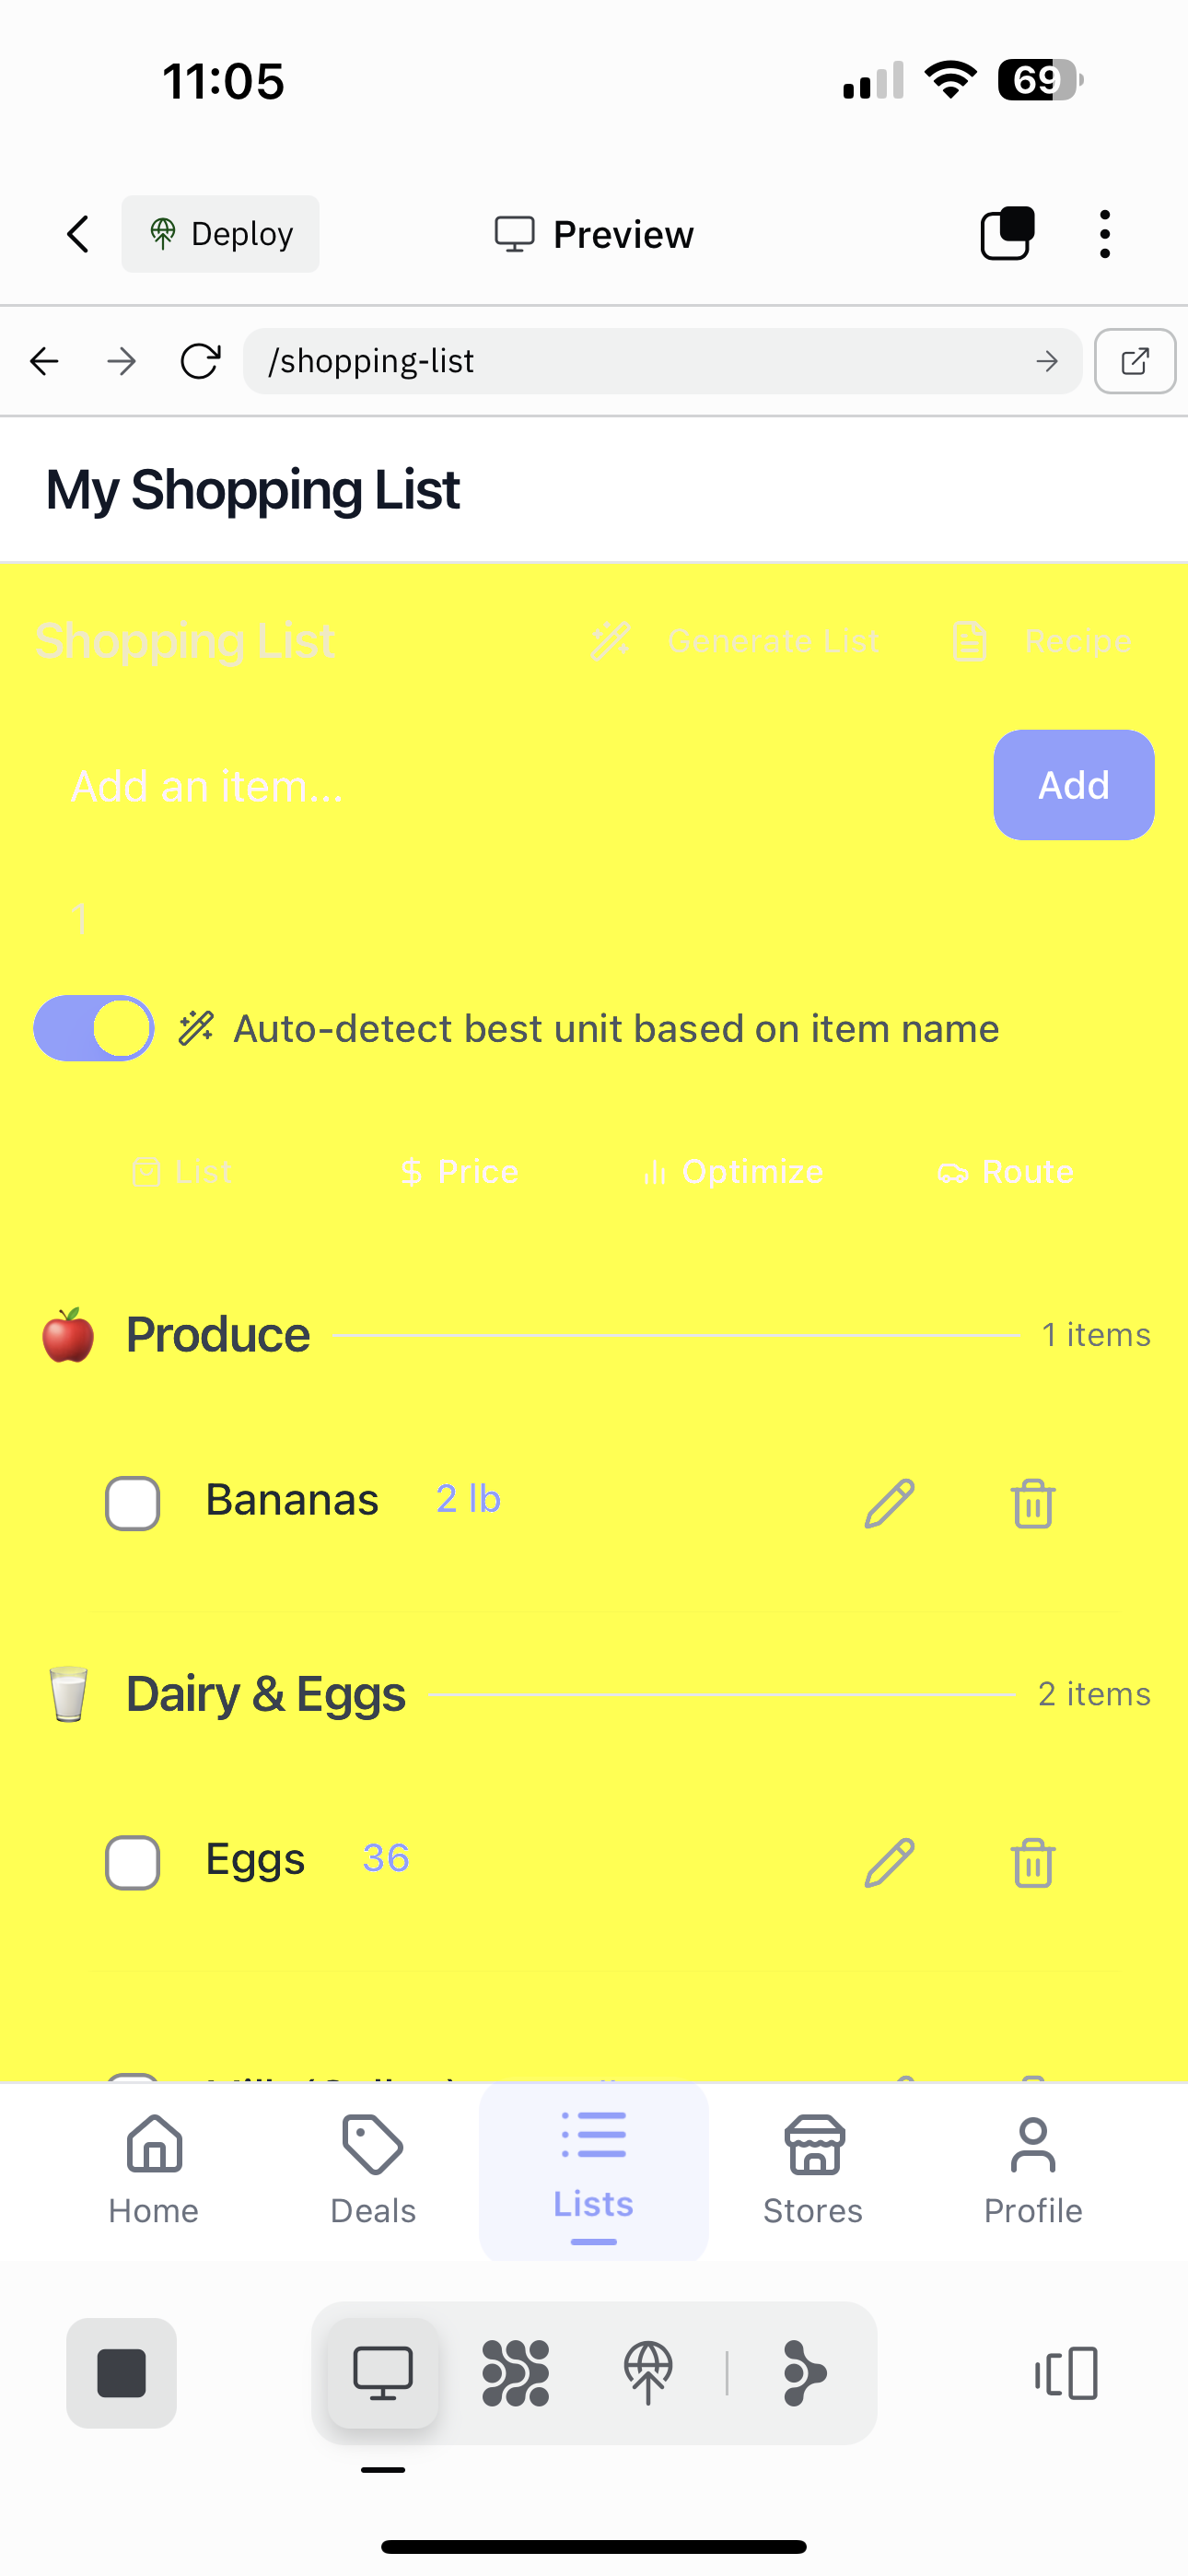 11:05
69
Deploy
Preview
/shopping-list
My Shopping List
Shopping List
Generate List
Recipe
Add an item...
Add
1
Auto-detect best unit based on item name
List
Price
Optimize
Route
Produce
1 items
Bananas 2 lb
Dairy & Eggs
2 items
Eggs 36
Home
Deals
Lists
Stores
Profile